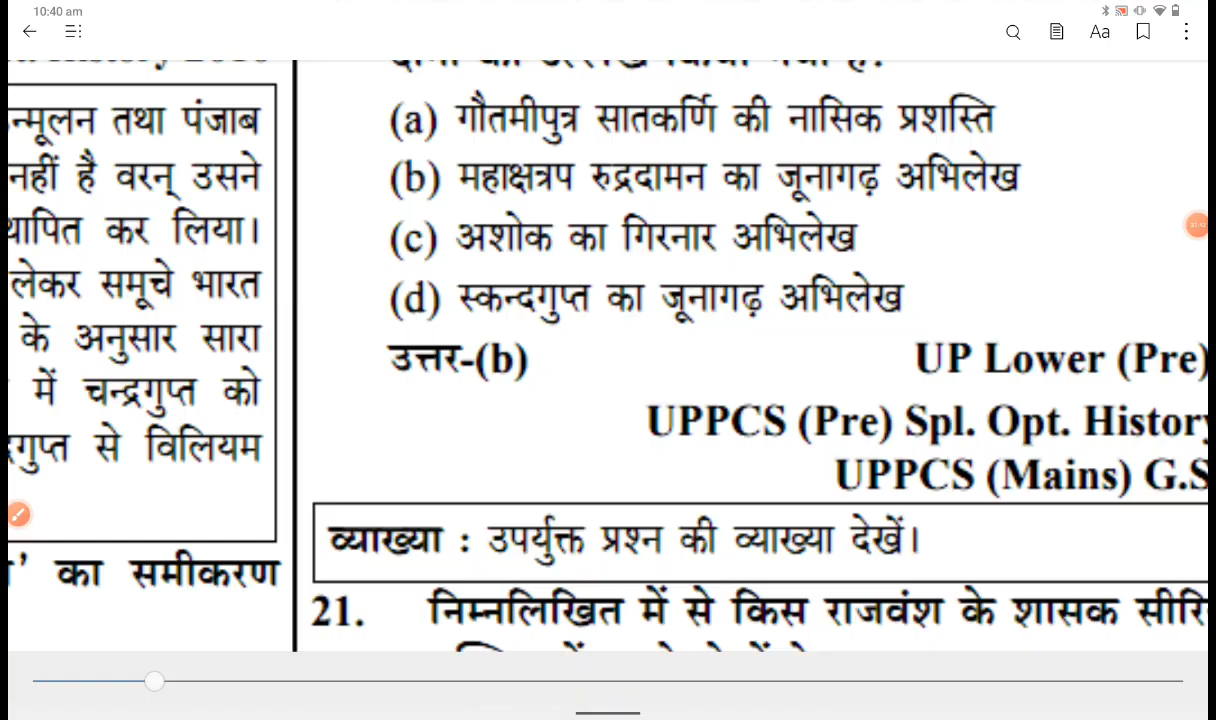 10:40 am
Aa
न्मूलन तथा पंजाब
नहीं है वरन् उसने
थापित कर लिया।
लेकर समूचे भारत
के अनुसार सारा
में चन्द्रगुप्त को
द्रगुप्त से विलियम
का समीकरण
(a) गौतमीपुत्र सातकर्णि की नासिक प्रशस्ति
(b) महाक्षत्रप रुद्रदामन का जूनागढ़ अभिलेख
(c) अशोक का गिरनार अभिलेख
(d) स्कन्दगुप्त का जूनागढ़ अभिलेख
उत्तर-(b) UP Lower (Pre)
UPPCS (Pre) Spl. Opt. History
UPPCS (Mains) G.S
व्याख्या : उपर्युक्त प्रश्न की व्याख्या देखें।
21. निम्नलिखित में से किस राजवंश के शासक सीरि